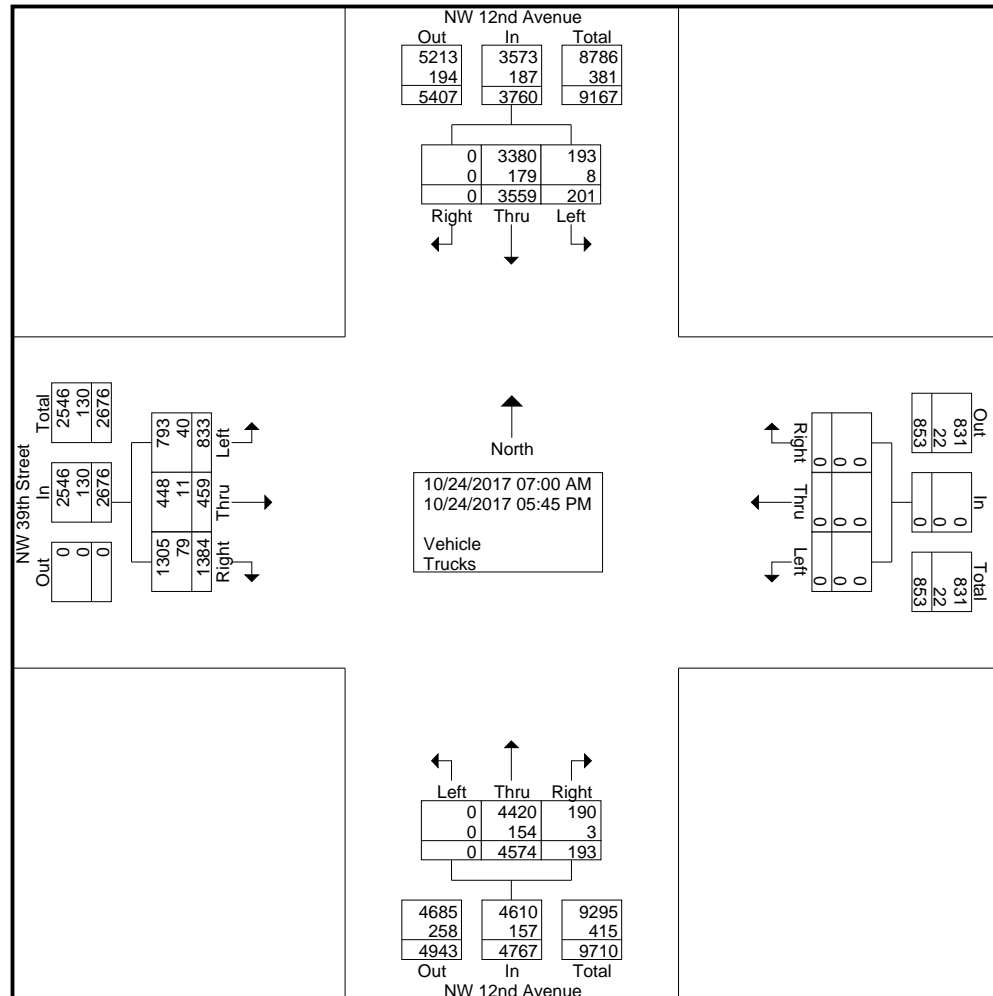 NW 12nd Avenue
Out In Total
5213 3573 8786
194 187 381
5407 3760 9167
0 3380 193
0 179 8
0 3559 201
Right Thru Left
NW 39th Street
Total
2546
130
2676
In
2546
130
2676
Out
0
0
0
Left
793
40
833
Thru
448
11
459
Right
1305
79
1384
North
10/24/2017 07:00 AM
10/24/2017 05:45 PM
Vehicle
Trucks
Right
0
0
0
Thru
0
0
0
Left
0
0
0
Out
831
22
853
In
0
0
0
Total
831
22
853
Left Thru Right
0 4420 190
0 154 3
0 4574 193
4685 4610 9295
258 157 415
4943 4767 9710
Out In Total
NW 12nd Avenue